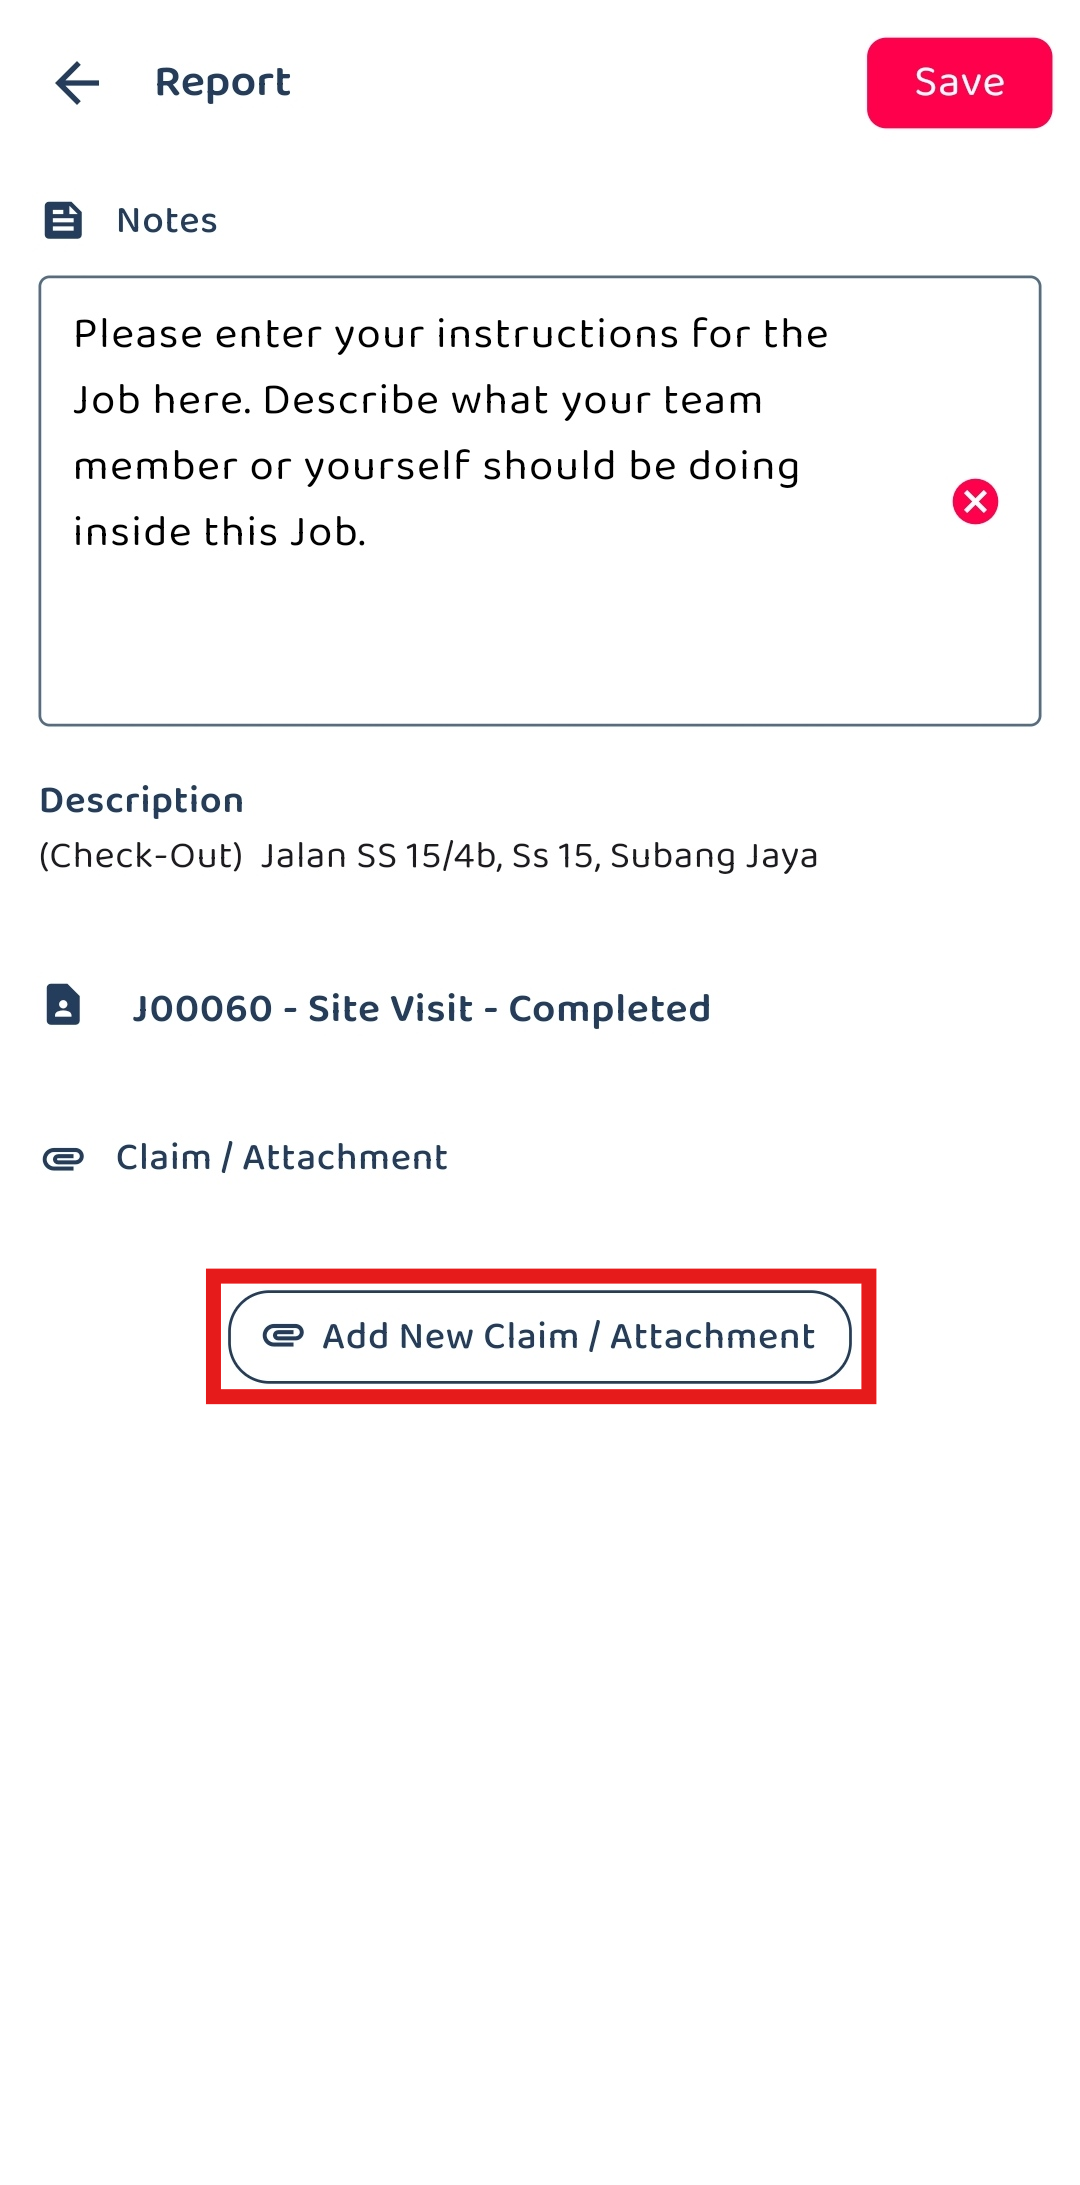 Report
Save
Notes
Please enter your instructions for the
Job here. Describe what your team
member or yourself should be doing
inside this Job.
Description
(Check-Out) Jalan SS 15/4b, Ss 15, Subang Jaya
J00060 - Site Visit - Completed
Claim / Attachment
Add New Claim / Attachment